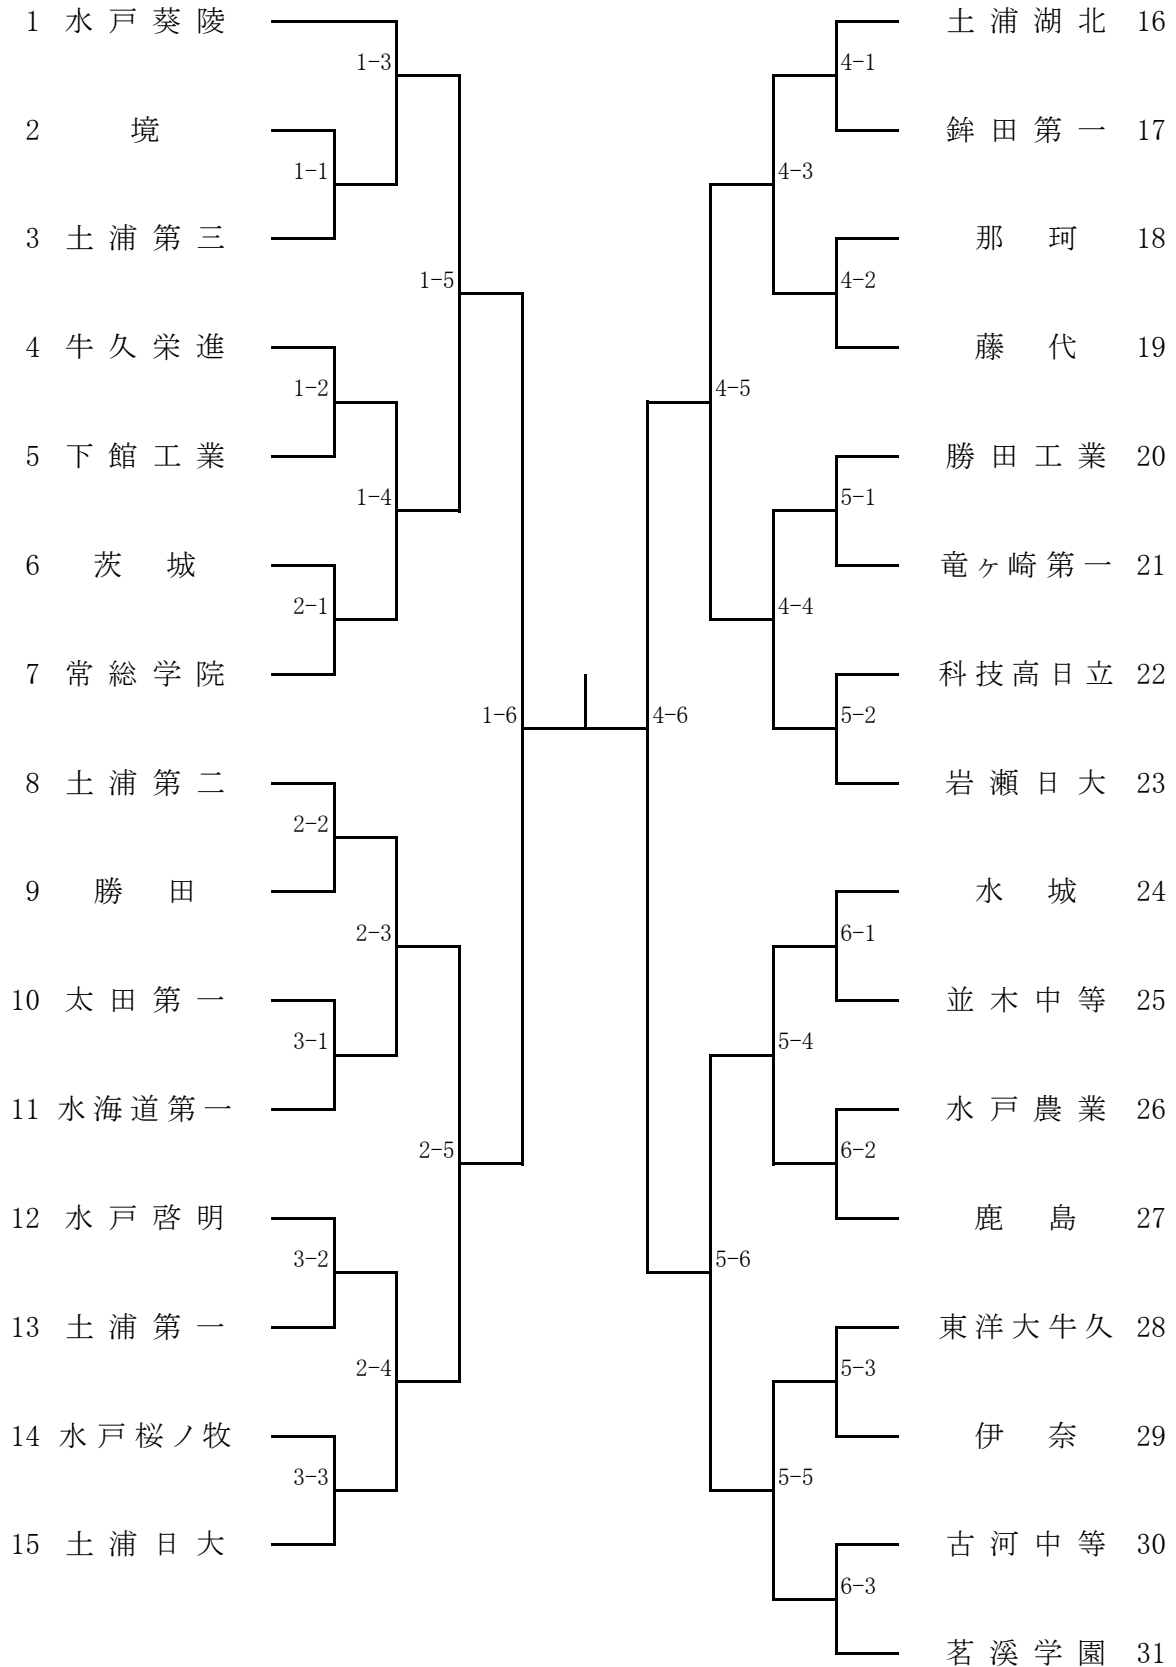 1 水戸葵陵
1-3
2 境
1-1
3 土浦第三
1-5
4 牛久栄進
1-2
5 下館工業
1-4
6 茨城
2-1
7 常総学院
1-6
8 土浦第二
2-2
9 勝田
2-3
10 太田第一
3-1
11 水海道第一
2-5
12 水戸啓明
3-2
13 土浦第一
2-4
14 水戸桜ノ牧
3-3
15 土浦日大
土浦湖北 16
4-1
鉾田第一 17
4-3
那珂 18
4-2
藤代 19
4-5
勝田工業 20
5-1
竜ヶ崎第一 21
4-4
科技高日立 22
4-6
5-2
岩瀬日大 23
水城 24
6-1
並木中等 25
5-4
水戸農業 26
6-2
鹿島 27
5-6
東洋大牛久 28
5-3
伊奈 29
5-5
古河中等 30
6-3
茗溪学園 31